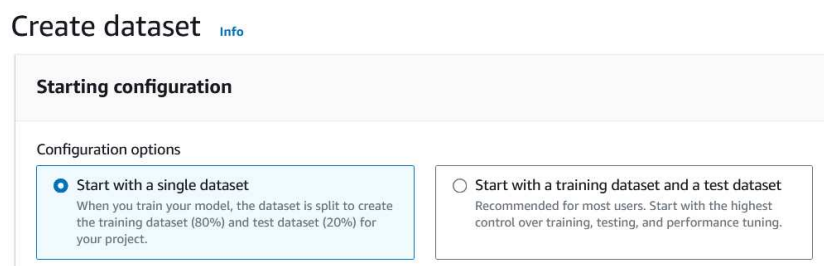 Create dataset Info
Starting configuration
Configuration options
Start with a single dataset
When you train your model, the dataset is split to create
the training dataset (80%) and test dataset (20%) for
your project.
Start with a training dataset and a test dataset
Recommended for most users. Start with the highest
control over training, testing, and performance tuning.